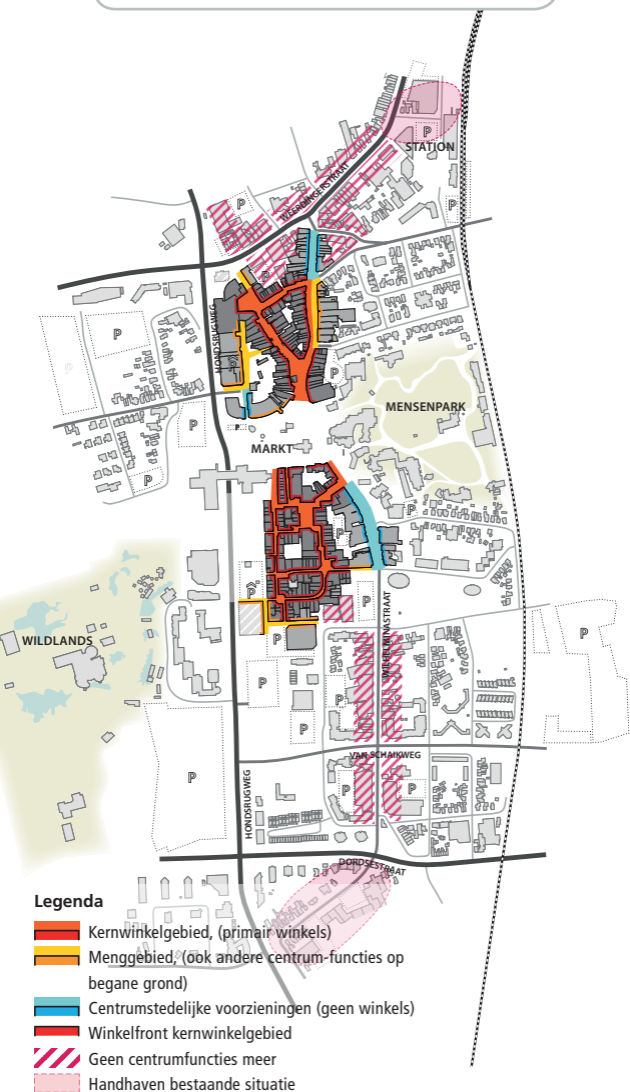 P
STATION
WEERDINGERSTRAAT
P
P
P
HONDSRUGWEG
P
P
P
MENSENPARK
P
P
MARKT
P
P
P
P
P
WILDLANDS
WILHELMINASTRAAT
P
P
P
P
P
VAN SCHAIKWEG
P
P
P
HONDSRUGWEG
DORDSESTRAAT
Legenda
Kernwinkelgebied, (primair winkels)
Menggebied, (ook andere centrum-functies op
begane grond)
Centrumstedelijke voorzieningen (geen winkels)
Winkelfront kernwinkelgebied
Geen centrumfuncties meer
Handhaven bestaande situatie